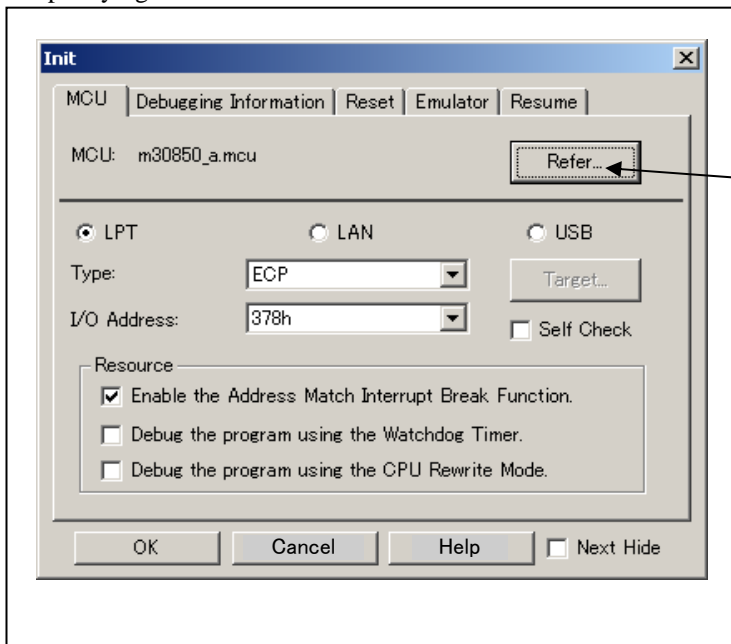 Init
MCU Debugging Information Reset Emulator Resume
MCU: m30850_a.mcu Refer...
LPT LAN USB
Type: ECP Target...
I/O Address: 378h Self Check
Resource
Enable the Address Match Interrupt Break Function.
Debug the program using the Watchdog Timer.
Debug the program using the CPU Rewrite Mode.
OK Cancel Help Next Hide